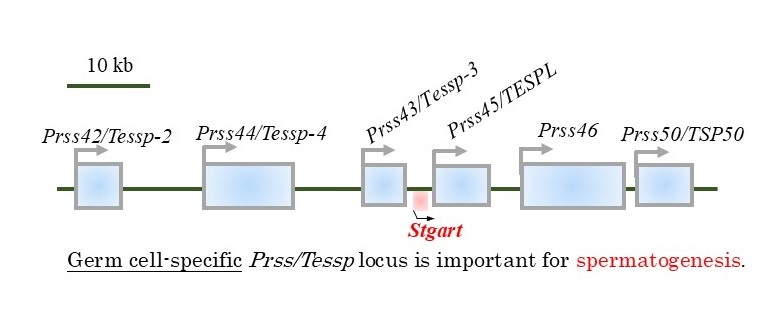 10 kb
Prss42/Tessp-2
Prss44/Tessp-4
Prss43/Tessp-3
Prss45/TESPL
Prss46
Prss50/TSP50
Stgart
Germ cell-specific Prss/Tessp locus is important for spermatogenesis.